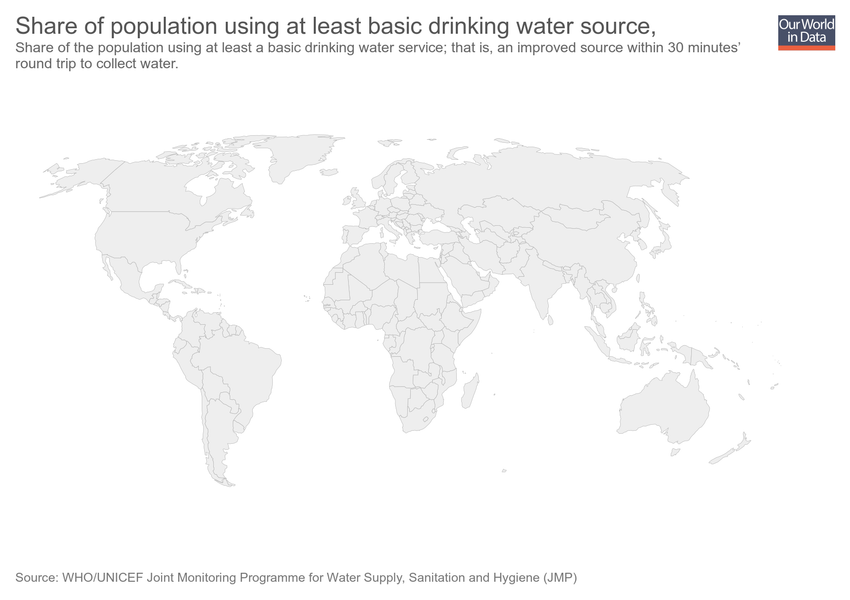 Share of population using at least basic drinking water source,
Our World
in Data
Share of the population using at least a basic drinking water service; that is, an improved source within 30 minutes’
round trip to collect water.
Source: WHO/UNICEF Joint Monitoring Programme for Water Supply, Sanitation and Hygiene (JMP)